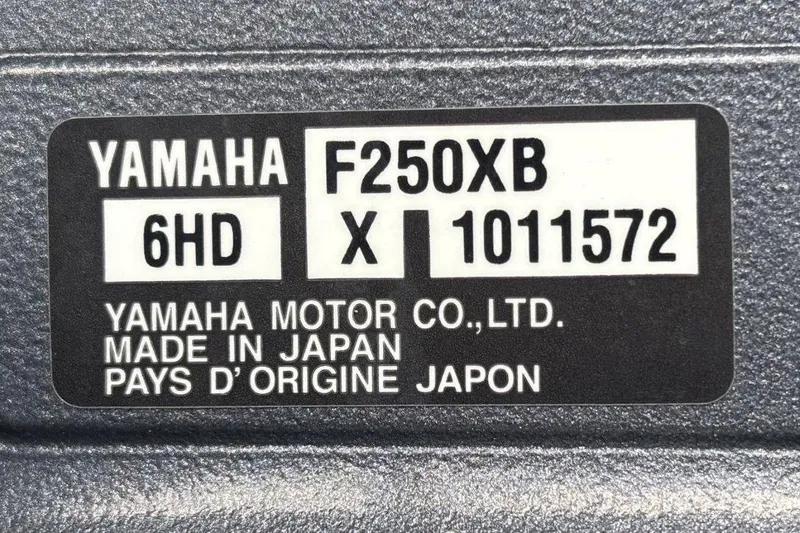 YAMAHA F250XB
6HD X 1011572
YAMAHA MOTOR CO.,LTD.
MADE IN JAPAN
PAYS D'ORIGINE JAPON